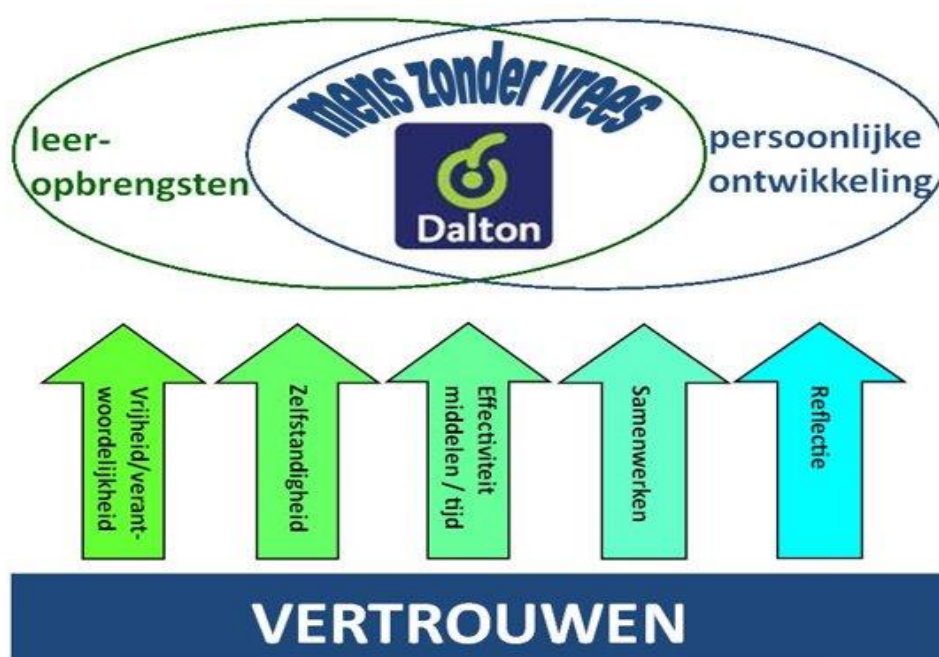 mens zonder vrees
leer-
opbrengsten
persoonlijke
ontwikkeling
Dalton
Vrijheid/verant-
woordelijkheid
Zelfstandigheid
Effectiviteit
middelen / tijd
Samenwerken
Reflectie
VERTROUWEN